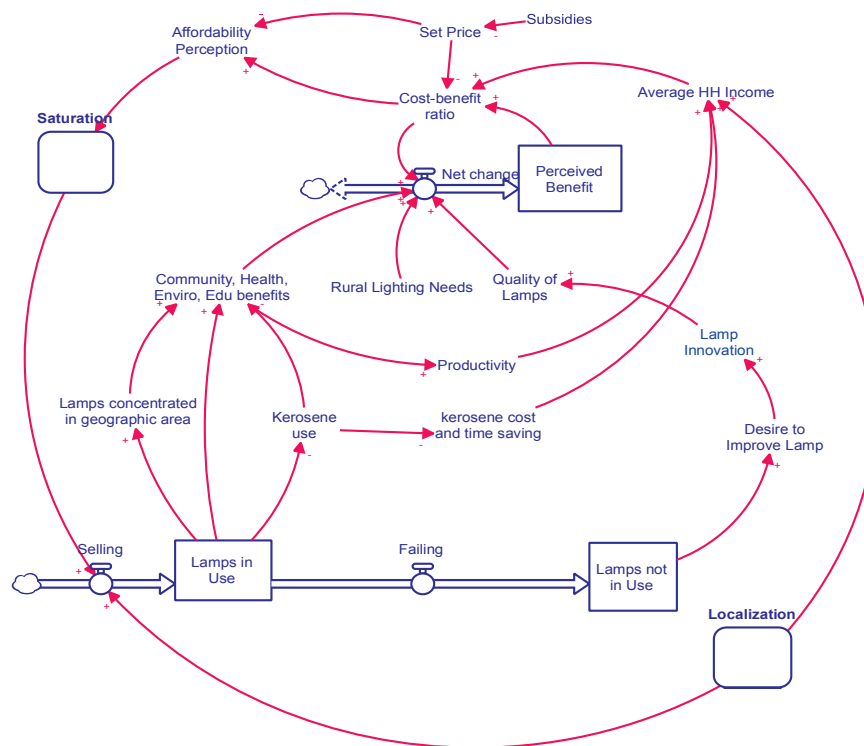 Affordability
Perception
Set Price
Subsidies
Cost-benefit
ratio
Average HH Income
Saturation
Net change
Perceived
Benefit
Community, Health,
Enviro, Edu benefits
Rural Lighting Needs
Quality of
Lamps
Lamp
Innovation
Productivity
Lamps concentrated
in geographic area
Kerosene
use
kerosene cost
and time saving
Desire to
Improve Lamp
Selling
Lamps in
Use
Failing
Lamps not
in Use
Localization